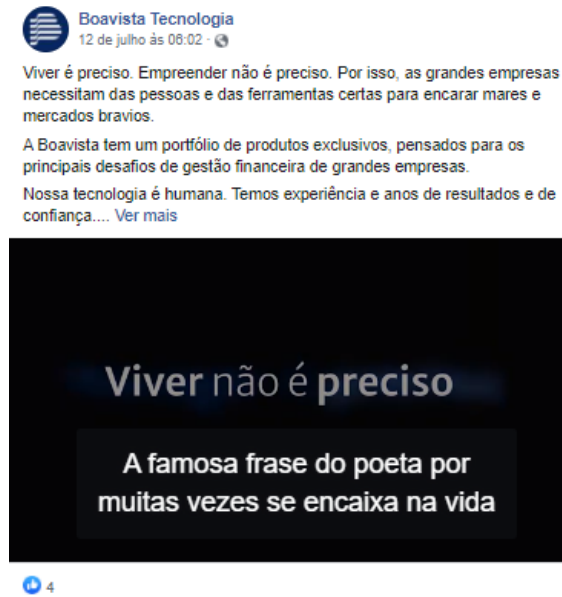 Boavista Tecnologia
12 de julho às 08:02 ·
Viver é preciso. Empreender não é preciso. Por isso, as grandes empresas
necessitam das pessoas e das ferramentas certas para encarar mares e
mercados bravios.
A Boavista tem um portfólio de produtos exclusivos, pensados para os
principais desafios de gestão financeira de grandes empresas.
Nossa tecnologia é humana. Temos experiência e anos de resultados e de
confiança.... Ver mais
Viver não é preciso
A famosa frase do poeta por
muitas vezes se encaixa na vida
4